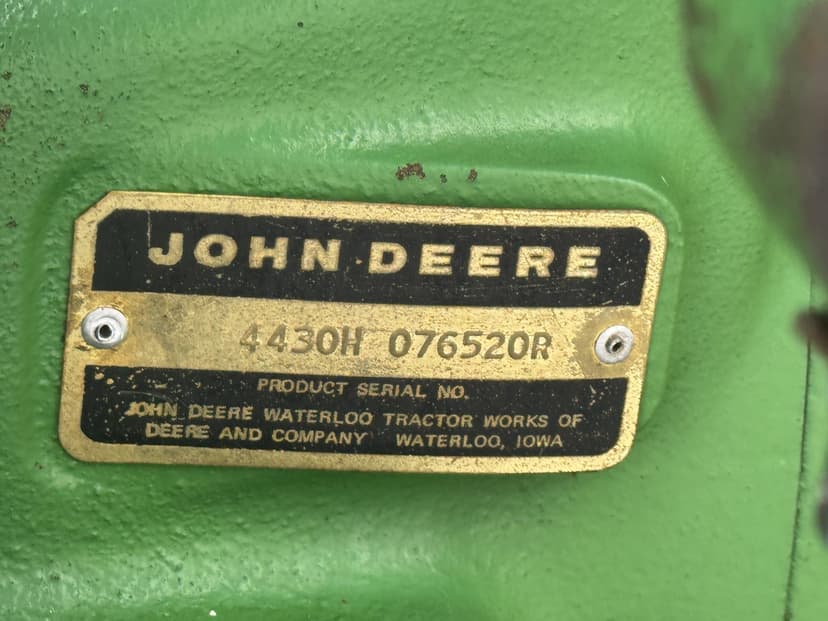 JOHN DEERE
4430H 076520R
PRODUCT SERIAL NO.
JOHN DEERE WATERLOO TRACTOR WORKS OF
DEERE AND COMPANY WATERLOO, IOWA